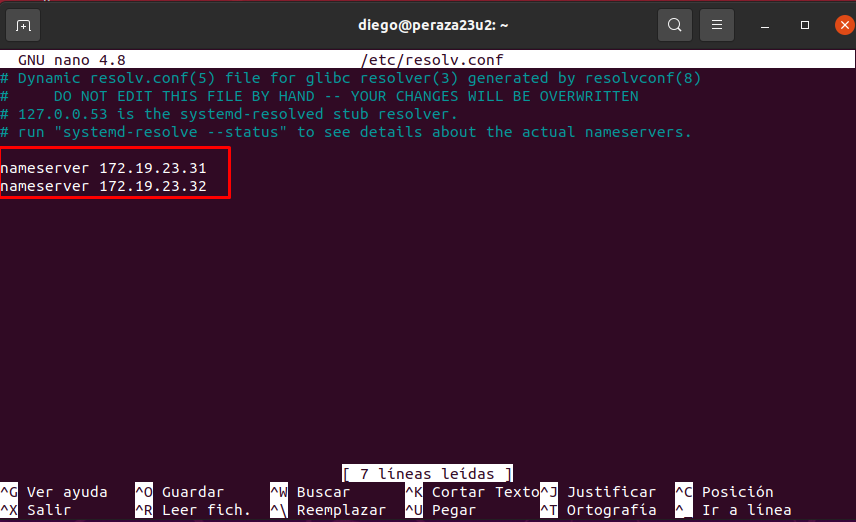 diego@peraza23u2: ~
GNU nano 4.8 /etc/resolv.conf
# Dynamic resolv.conf(5) file for glibc resolver(3) generated by resolvconf(8)
#     DO NOT EDIT THIS FILE BY HAND -- YOUR CHANGES WILL BE OVERWRITTEN
# 127.0.0.53 is the systemd-resolved stub resolver.
# run "systemd-resolve --status" to see details about the actual nameservers.
nameserver 172.19.23.31
nameserver 172.19.23.32
[ 7 líneas leídas ]
^G Ver ayuda ^O Guardar ^W Buscar ^K Cortar Texto ^J Justificar ^C Posición
^X Salir ^R Leer fich. ^\ Reemplazar ^U Pegar ^T Ortografía ^_ Ir a línea